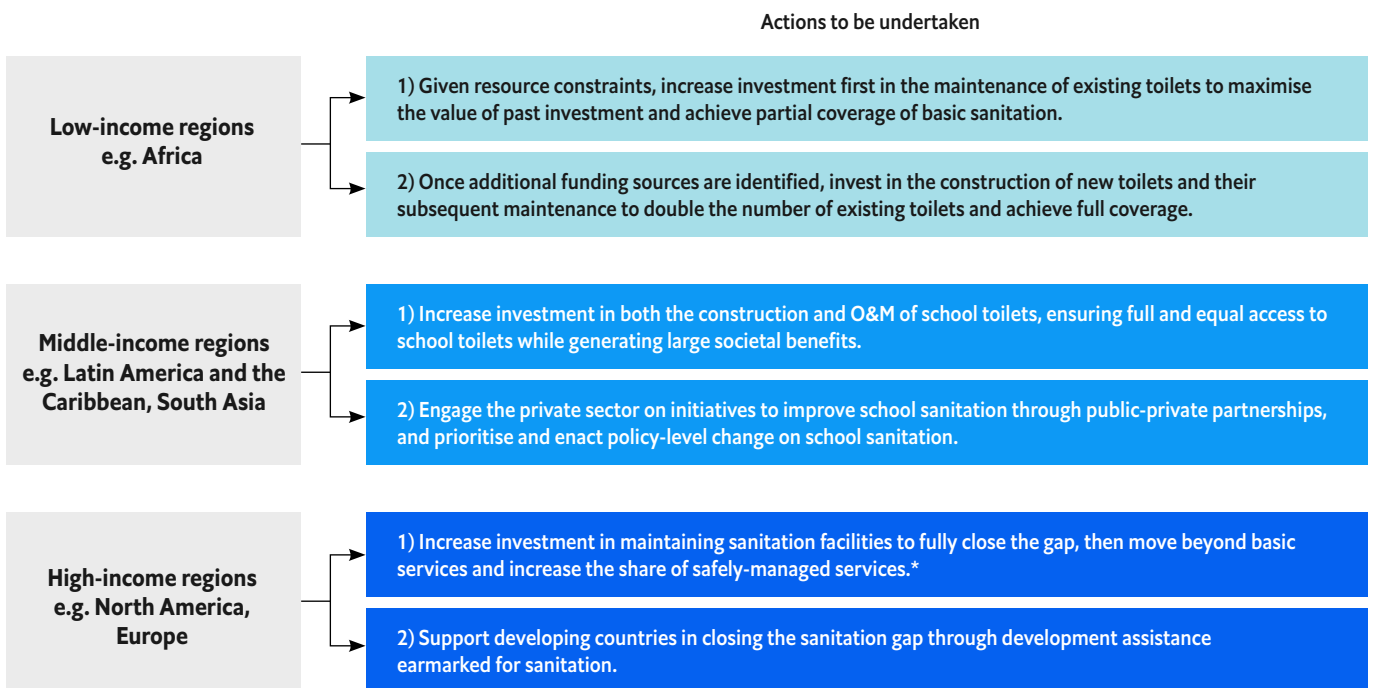 Actions to be undertaken
Low-income regions
e.g. Africa
1) Given resource constraints, increase investment first in the maintenance of existing toilets to maximise
the value of past investment and achieve partial coverage of basic sanitation.
2) Once additional funding sources are identified, invest in the construction of new toilets and their
subsequent maintenance to double the number of existing toilets and achieve full coverage.
Middle-income regions
e.g. Latin America and the
Caribbean, South Asia
1) Increase investment in both the construction and O&M of school toilets, ensuring full and equal access to
school toilets while generating large societal benefits.
2) Engage the private sector on initiatives to improve school sanitation through public-private partnerships,
and prioritise and enact policy-level change on school sanitation.
High-income regions
e.g. North America,
Europe
1) Increase investment in maintaining sanitation facilities to fully close the gap, then move beyond basic
services and increase the share of safely-managed services.*
2) Support developing countries in closing the sanitation gap through development assistance
earmarked for sanitation.